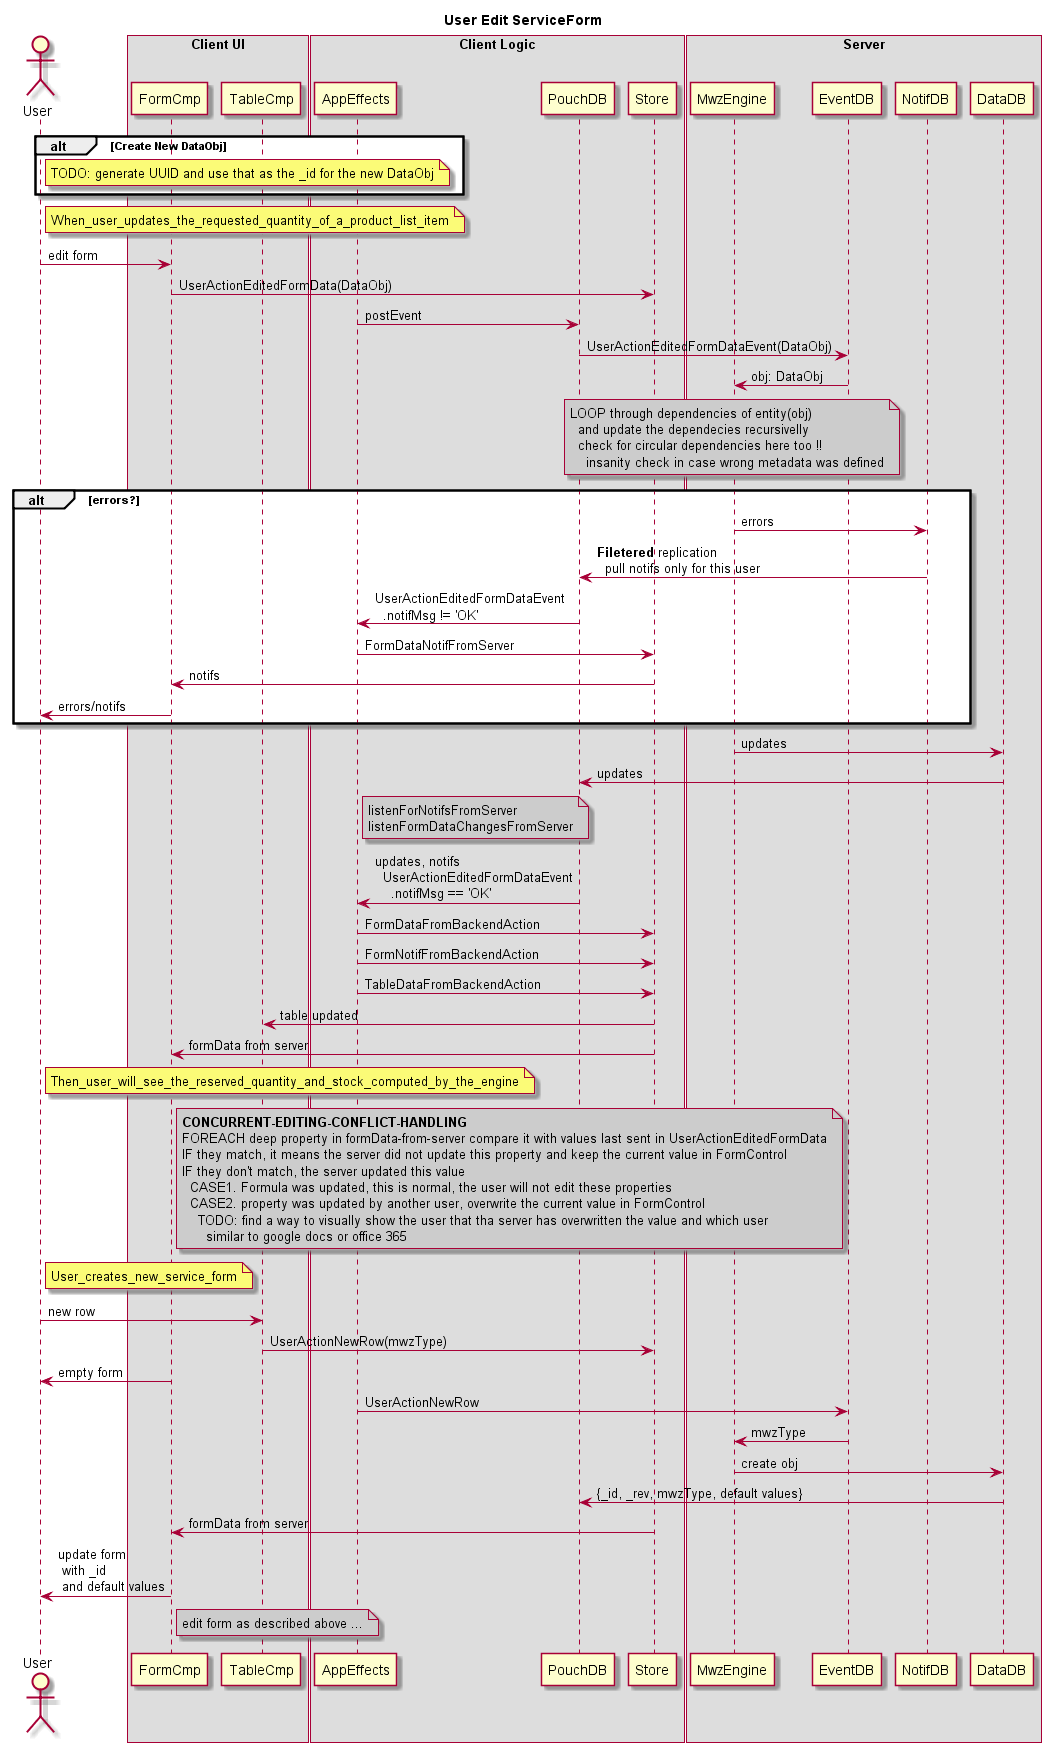 User Edit ServiceForm
Client UI
Client Logic
Server
User
FormCmp
TableCmp
AppEffects
PouchDB
Store
MwzEngine
EventDB
NotifDB
DataDB
alt
[Create New DataObj]
TODO: generate UUID and use that as the _id for the new DataObj
When_user_updates_the_requested_quantity_of_a_product_list_item
edit form
UserActionEditedFormData(DataObj)
postEvent
UserActionEditedFormDataEvent(DataObj)
obj: DataObj
LOOP through dependencies of entity(obj)
and update the dependecies recursivelly
check for circular dependencies here too !!
insanity check in case wrong metadata was defined
alt
[errors?]
errors
Filetered replication
pull notifs only for this user
UserActionEditedFormDataEvent
.notifMsg != 'OK'
FormDataNotifFromServer
notifs
errors/notifs
updates
updates
listenForNotifsFromServer
listenFormDataChangesFromServer
updates, notifs
UserActionEditedFormDataEvent
.notifMsg == 'OK'
FormDataFromBackendAction
FormNotifFromBackendAction
TableDataFromBackendAction
table updated
formData from server
Then_user_will_see_the_reserved_quantity_and_stock_computed_by_the_engine
CONCURRENT-EDITING-CONFLICT-HANDLING
FOREACH deep property in formData-from-server compare it with values last sent in UserActionEditedFormData
IF they match, it means the server did not update this property and keep the current value in FormControl
IF they don't match, the server updated this value
CASE1. Formula was updated, this is normal, the user will not edit these properties
CASE2. property was updated by another user, overwrite the current value in FormControl
TODO: find a way to visually show the user that tha server has overwritten the value and which user
similar to google docs or office 365
User_creates_new_service_form
new row
UserActionNewRow(mwzType)
empty form
UserActionNewRow
mwzType
create obj
{_id, _rev, mwzType, default values}
formData from server
update form
with _id
and default values
edit form as described above ...
User
FormCmp
TableCmp
AppEffects
PouchDB
Store
MwzEngine
EventDB
NotifDB
DataDB